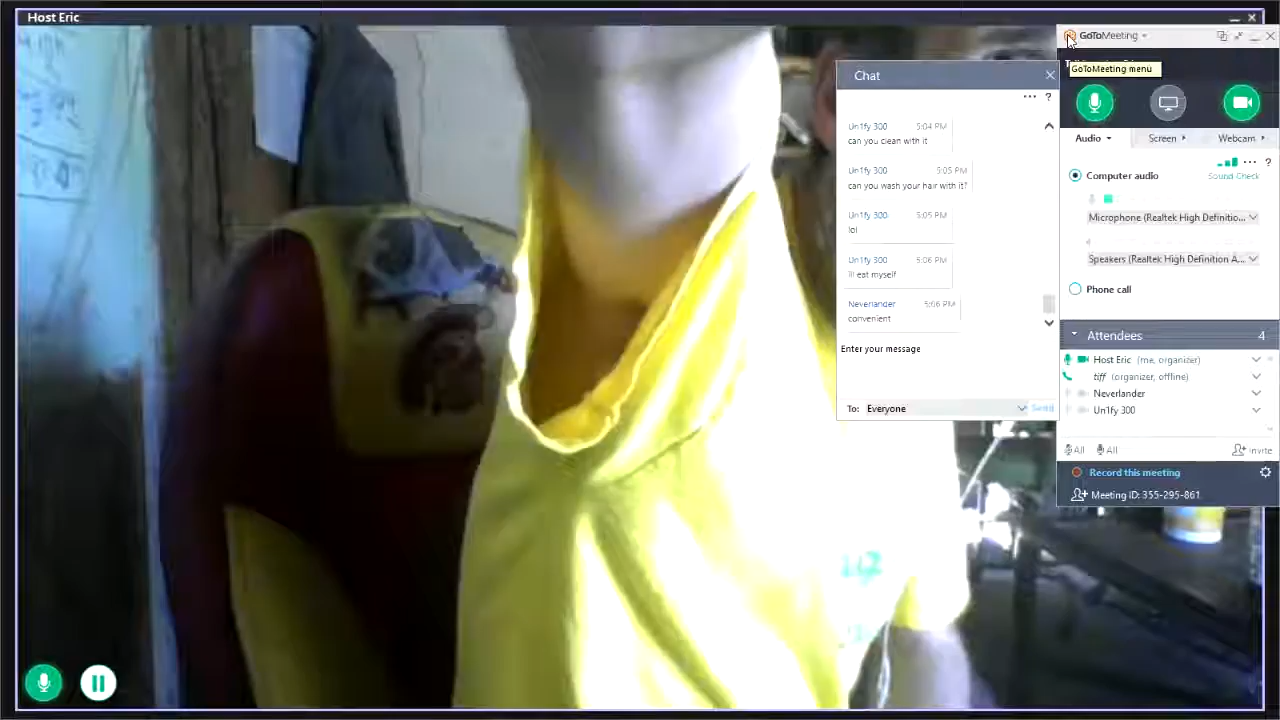 Host Eric
GoToMeeting
GoToMeeting menu
Chat
Un1fy 300 5:04 PM
can you clean with it
Un1fy 300 5:05 PM
can you wash your hair with it?
Un1fy 300 5:05 PM
lol
Un1fy 300 5:06 PM
ill eat myself
Neverlander 5:06 PM
convenient
Enter your message
To: Everyone
Send
Audio
Screen
Webcam
Computer audio
Sound Check
Microphone (Realtek High Definitio...
Speakers (Realtek High Definition A...
Phone call
Attendees 4
Host Eric (me, organizer)
tiff (organizer, offline)
Neverlander
Un1fy 300
All
All
Invite
Record this meeting
Meeting ID: 355-295-861